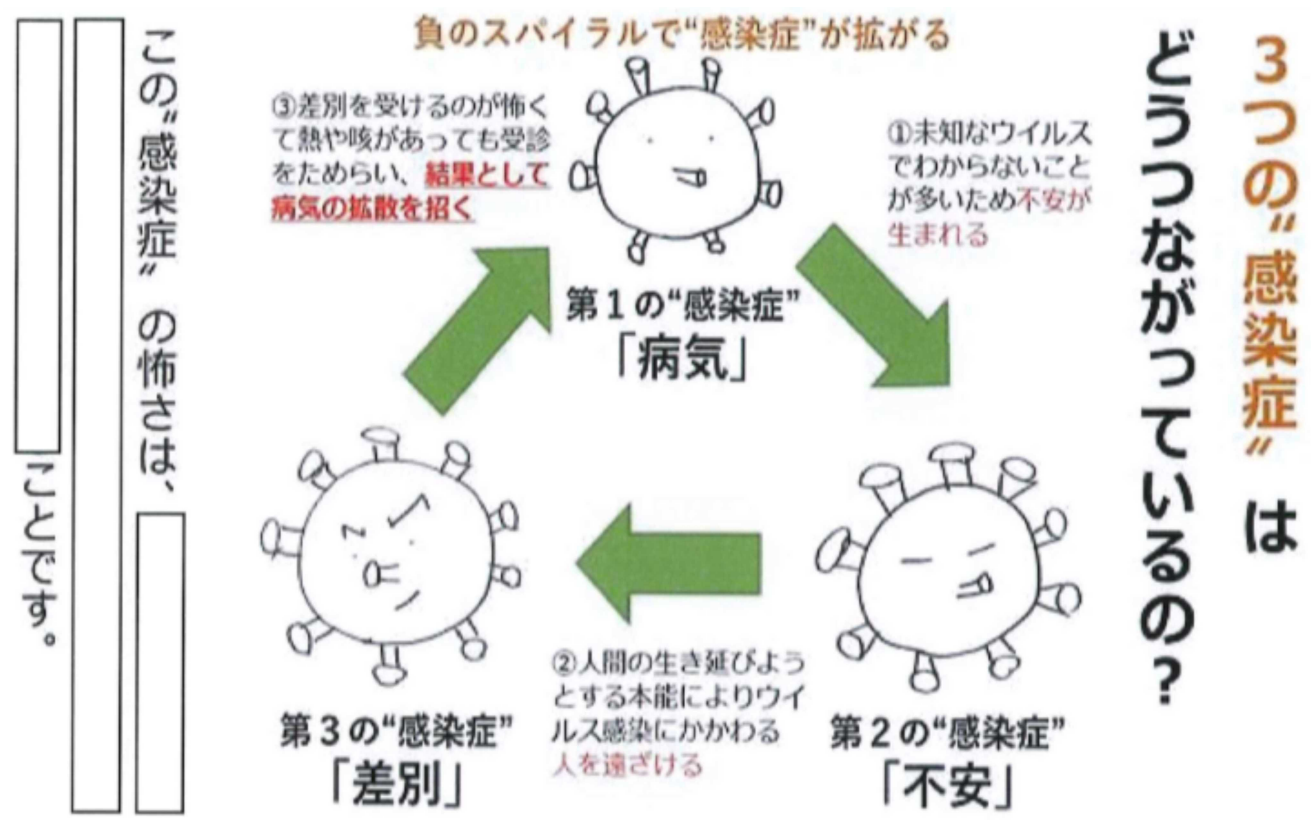 3つの“感染症”は
どうつながっているの?
負のスパイラルで“感染症”が拡がる
第1の“感染症”
「病気」
①未知なウイルス
でわからないこと
が多いため不安が
生まれる
第2の“感染症”
「不安」
②人間の生き延びよう
とする本能によりウイ
ルス感染にかかわる
人を遠ざける
第3の“感染症”
「差別」
③差別を受けるのが怖く
て熱や咳があっても受診
をためらい、結果として
病気の拡散を招く
この“感染症”の怖さは、
ことです。